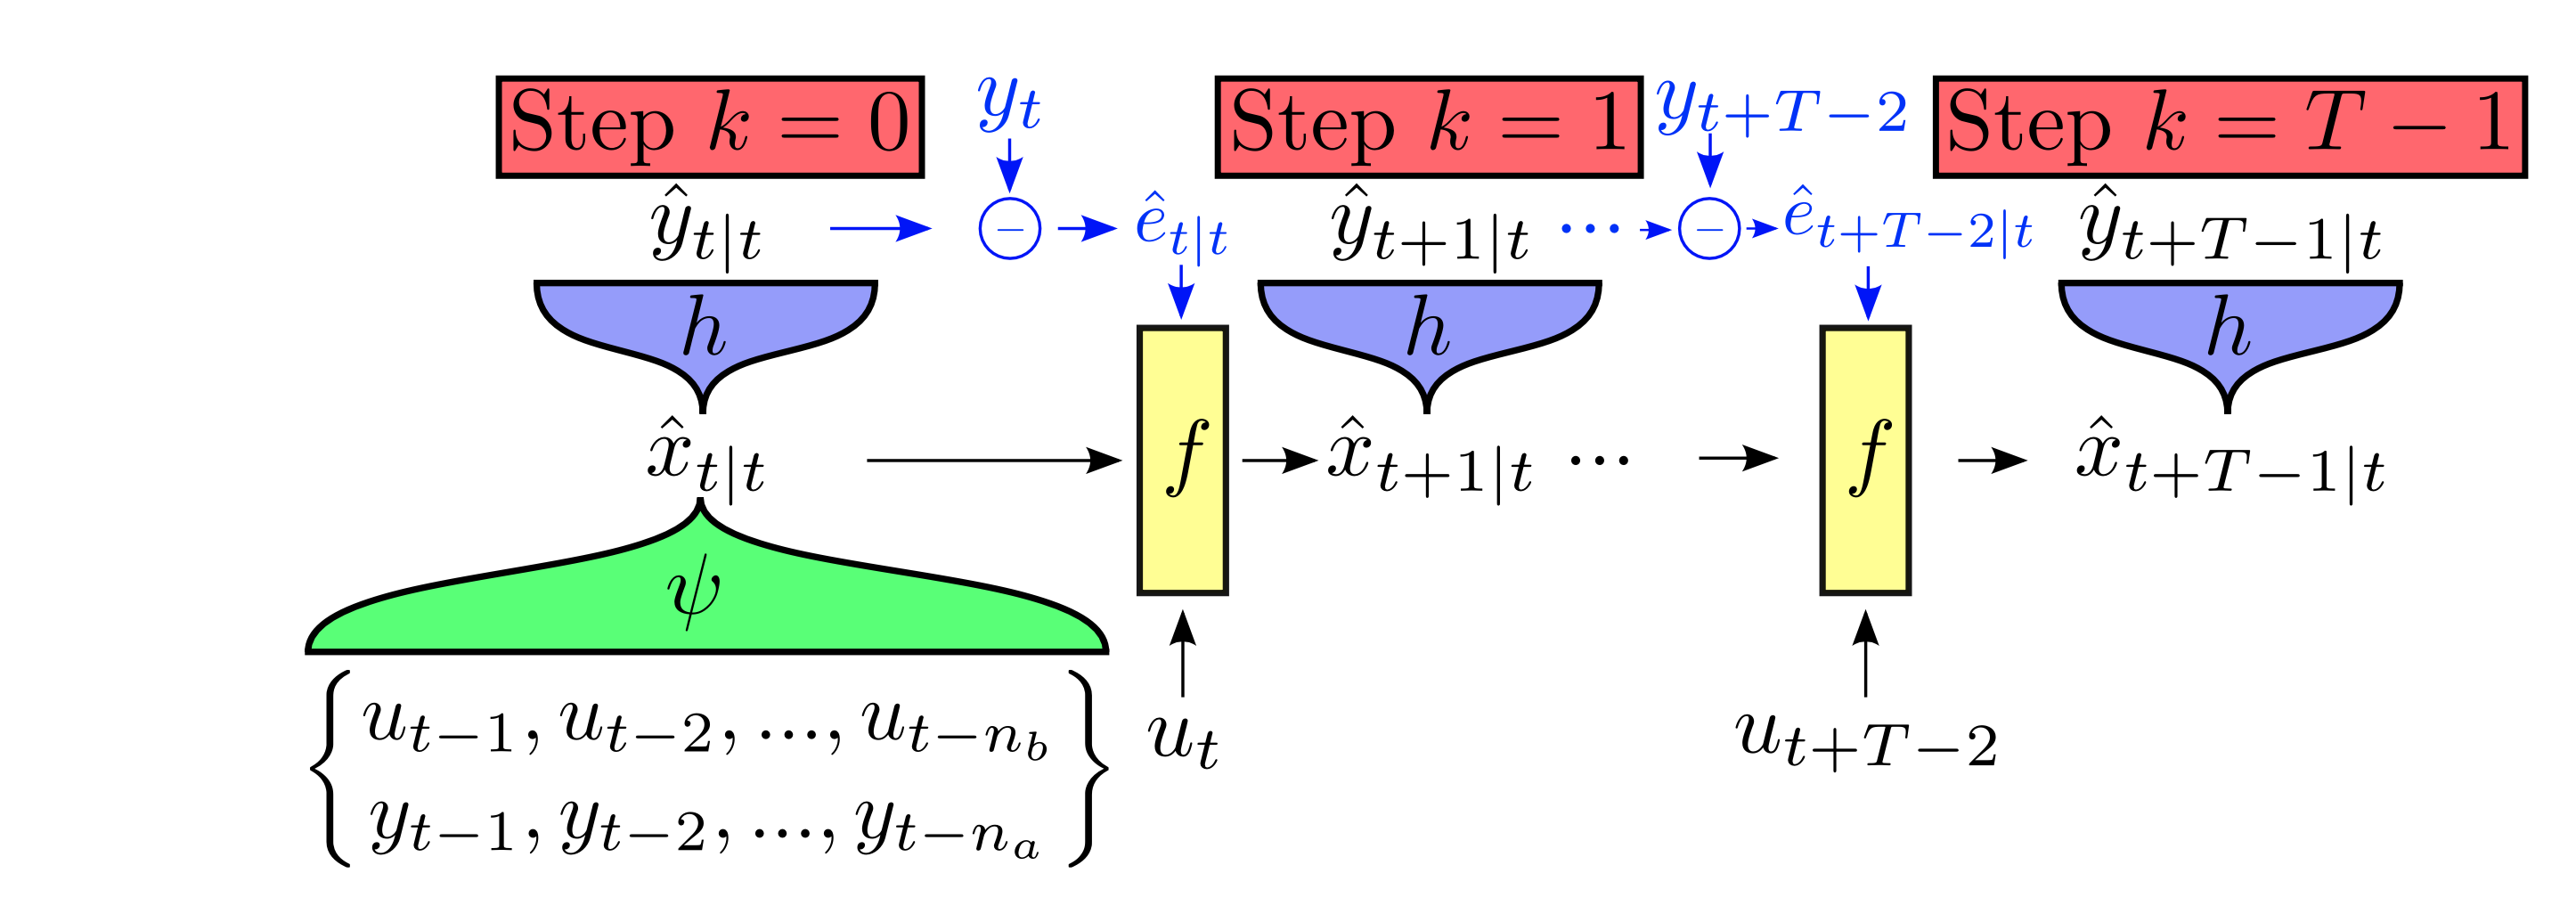 Step k = 0
y_t
Step k = 1
y_{t+T−2}
Step k = T − 1
ŷ_{t|t}
−
ê_{t|t}
ŷ_{t+1|t} ...
−
ê_{t+T−2|t}
ŷ_{t+T−1|t}
h
h
h
x̂_{t|t}
f
x̂_{t+1|t} ...
f
x̂_{t+T−1|t}
ψ
u_{t−1}, u_{t−2}, ..., u_{t−n_b}
y_{t−1}, y_{t−2}, ..., y_{t−n_a}
u_t
u_{t+T−2}